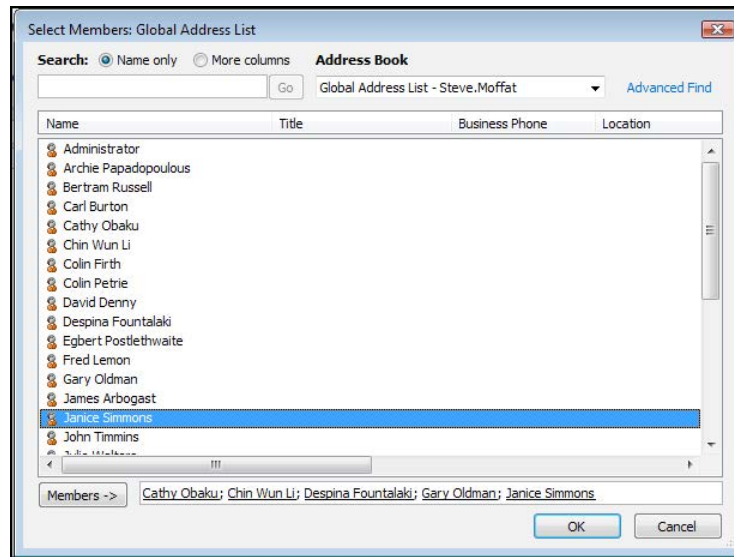 Select Members: Global Address List
Search: Name only More columns Address Book
Go Global Address List - Steve.Moffat Advanced Find
Name Title Business Phone Location
Administrator
Archie Papadopoulous
Bertram Russell
Carl Burton
Cathy Obaku
Chin Wun Li
Colin Firth
Colin Petrie
David Denny
Despina Fountalaki
Egbert Postlethwaite
Fred Lemon
Gary Oldman
James Arbogast
Janice Simmons
John Timmins
Members -> Cathy Obaku; Chin Wun Li; Despina Fountalaki; Gary Oldman; Janice Simmons
OK Cancel